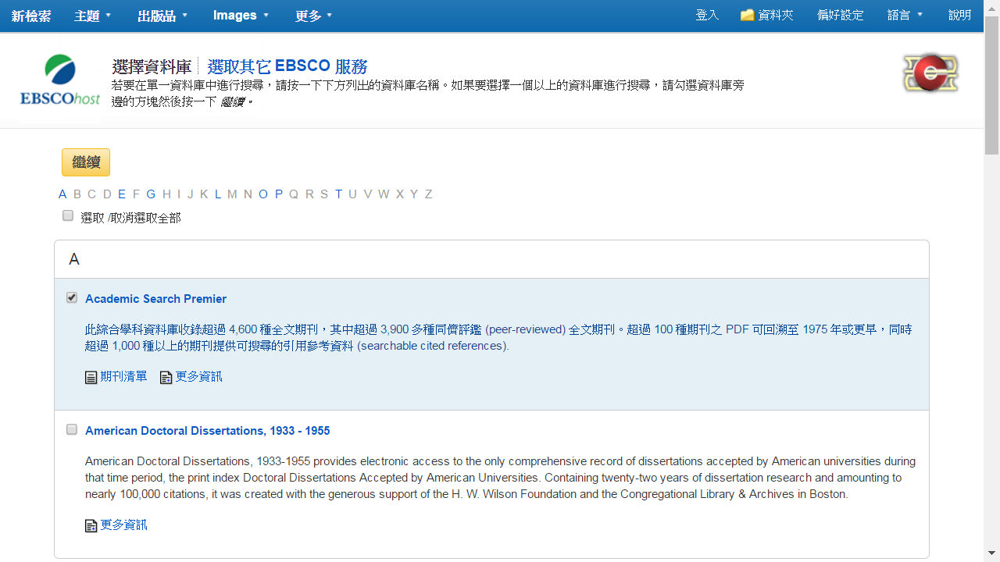 新檢索 主題 出版品 Images 更多 登入 資料夾 偏好設定 語言 說明
選擇資料庫 選取其它 EBSCO 服務
若要在單一資料庫中進行搜尋，請按一下下方列出的資料庫名稱。如果要選擇一個以上的資料庫進行搜尋，請勾選資料庫旁
邊的方塊然後按一下 繼續。
EBSCOhost
繼續
A B C D E F G H I J K L M N O P Q R S T U V W X Y Z
選取 /取消選取全部
A
Academic Search Premier
此綜合學科資料庫收錄超過 4,600 種全文期刊，其中超過 3,900 多種同儕評鑑 (peer-reviewed) 全文期刊。超過 100 種期刊之 PDF 可回溯至 1975 年或更早，同時
超過 1,000 種以上的期刊提供可搜尋的引用參考資料 (searchable cited references).
期刊清單 更多資訊
American Doctoral Dissertations, 1933 - 1955
American Doctoral Dissertations, 1933-1955 provides electronic access to the only comprehensive record of dissertations accepted by American universities during
that time period, the print index Doctoral Dissertations Accepted by American Universities. Containing twenty-two years of dissertation research and amounting to
nearly 100,000 citations, it was created with the generous support of the H. W. Wilson Foundation and the Congregational Library & Archives in Boston.
更多資訊